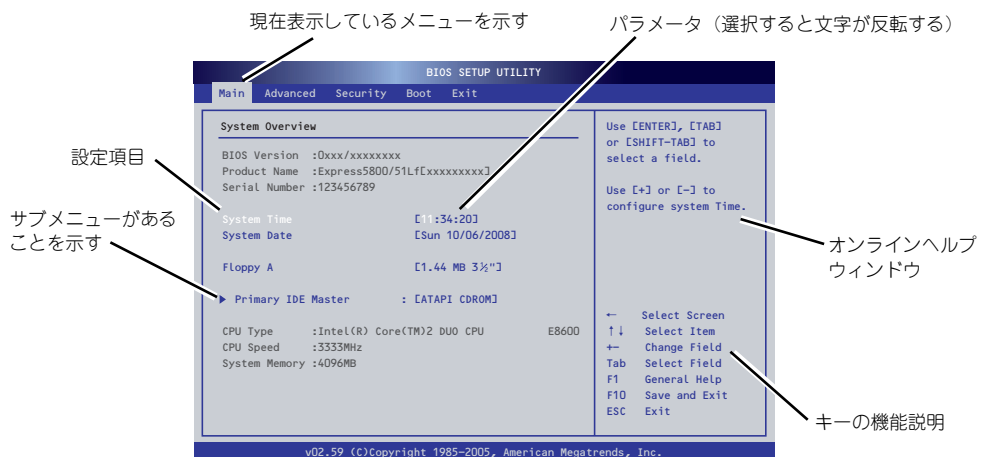 現在表示しているメニューを示す
パラメータ（選択すると文字が反転する）
BIOS SETUP UTILITY
Main Advanced Security Boot Exit
System Overview
BIOS Version :0xxx/xxxxxxxx
Product Name :Express5800/51Lf[xxxxxxxxx]
Serial Number :123456789
System Time [11:34:20]
System Date [Sun 10/06/2008]
Floppy A [1.44 MB 3½"]
▶ Primary IDE Master : [ATAPI CDROM]
CPU Type :Intel(R) Core(TM)2 DUO CPU E8600
CPU Speed :3333MHz
System Memory :4096MB
Use [ENTER], [TAB]
or [SHIFT-TAB] to
select a field.
Use [+] or [-] to
configure system Time.
← Select Screen
↑↓ Select Item
+- Change Field
Tab Select Field
F1 General Help
F10 Save and Exit
ESC Exit
v02.59 (C)Copyright 1985-2005, American Megatrends, Inc.
設定項目
サブメニューがある
ことを示す
オンラインヘルプ
ウィンドウ
キーの機能説明